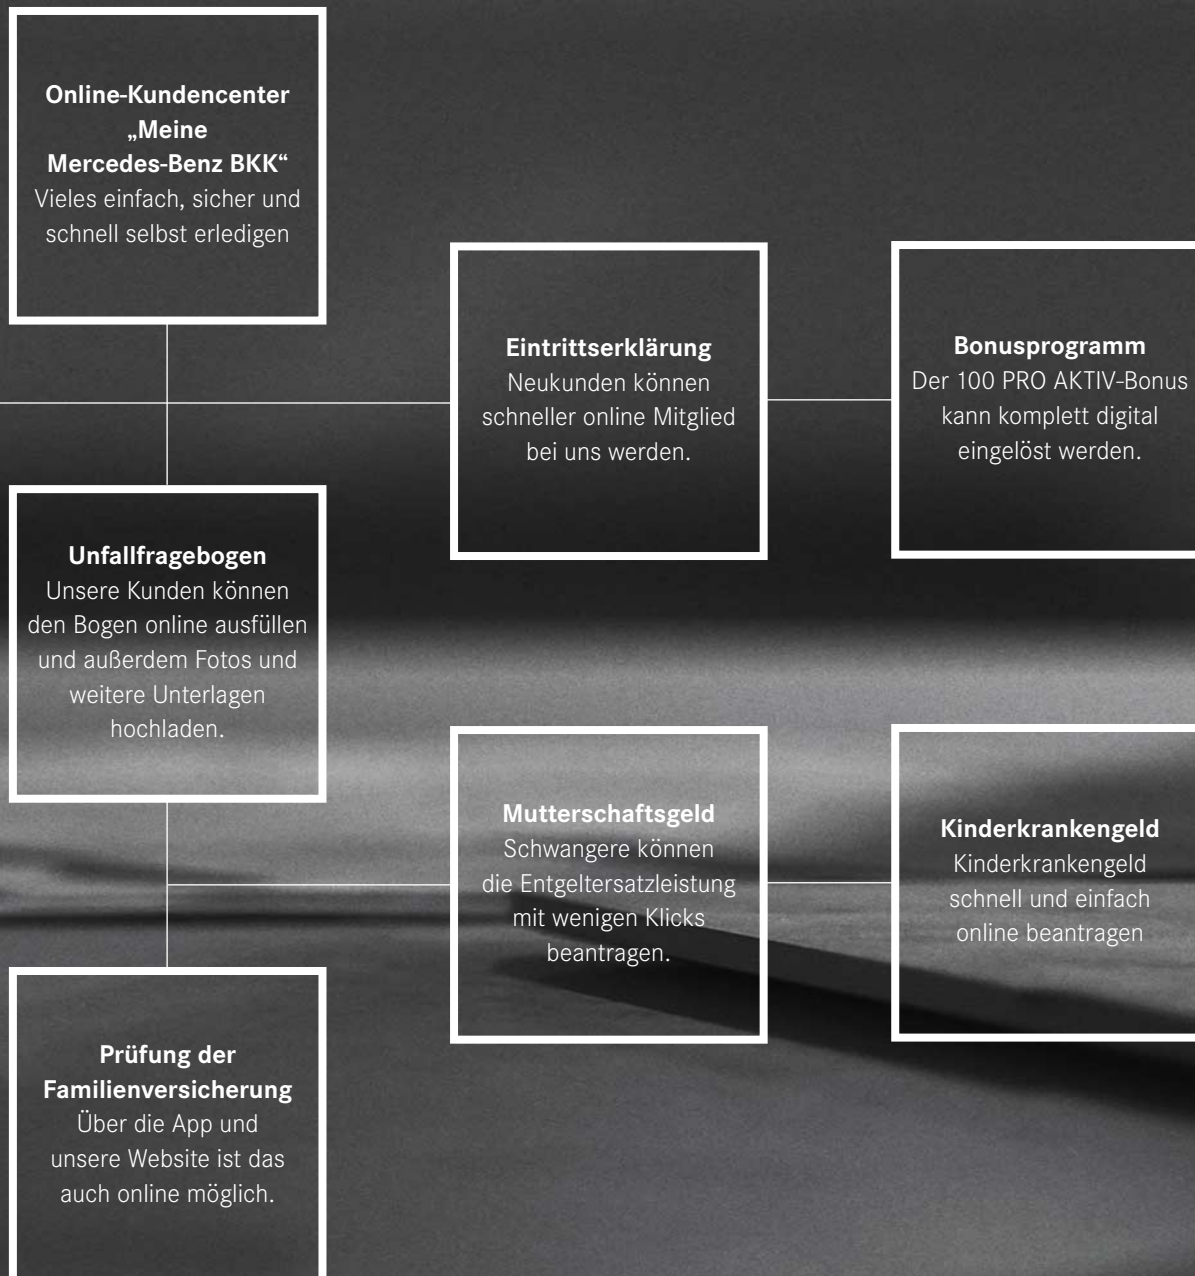 Online-Kundencenter
„Meine
Mercedes-Benz BKK“
Vieles einfach, sicher und
schnell selbst erledigen
Eintrittserklärung
Neukunden können
schneller online Mitglied
bei uns werden.
Bonusprogramm
Der 100 PRO AKTIV-Bonus
kann komplett digital
eingelöst werden.
Unfallfragebogen
Unsere Kunden können
den Bogen online ausfüllen
und außerdem Fotos und
weitere Unterlagen
hochladen.
Mutterschaftsgeld
Schwangere können
die Entgeltersatzleistung
mit wenigen Klicks
beantragen.
Kinderkrankengeld
Kinderkrankengeld
schnell und einfach
online beantragen
Prüfung der
Familienversicherung
Über die App und
unsere Website ist das
auch online möglich.